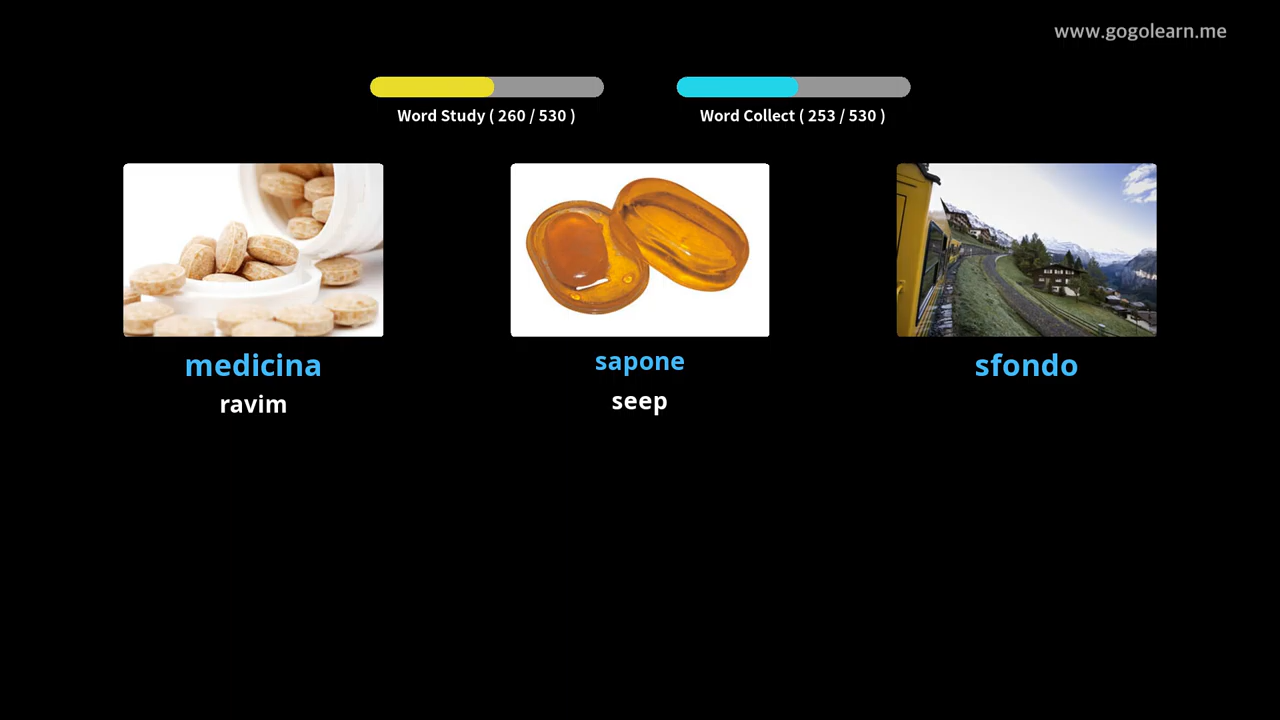 www.gogolearn.me
Word Study ( 260 / 530 )
Word Collect ( 253 / 530 )
medicina
ravim
sapone
seep
sfondo